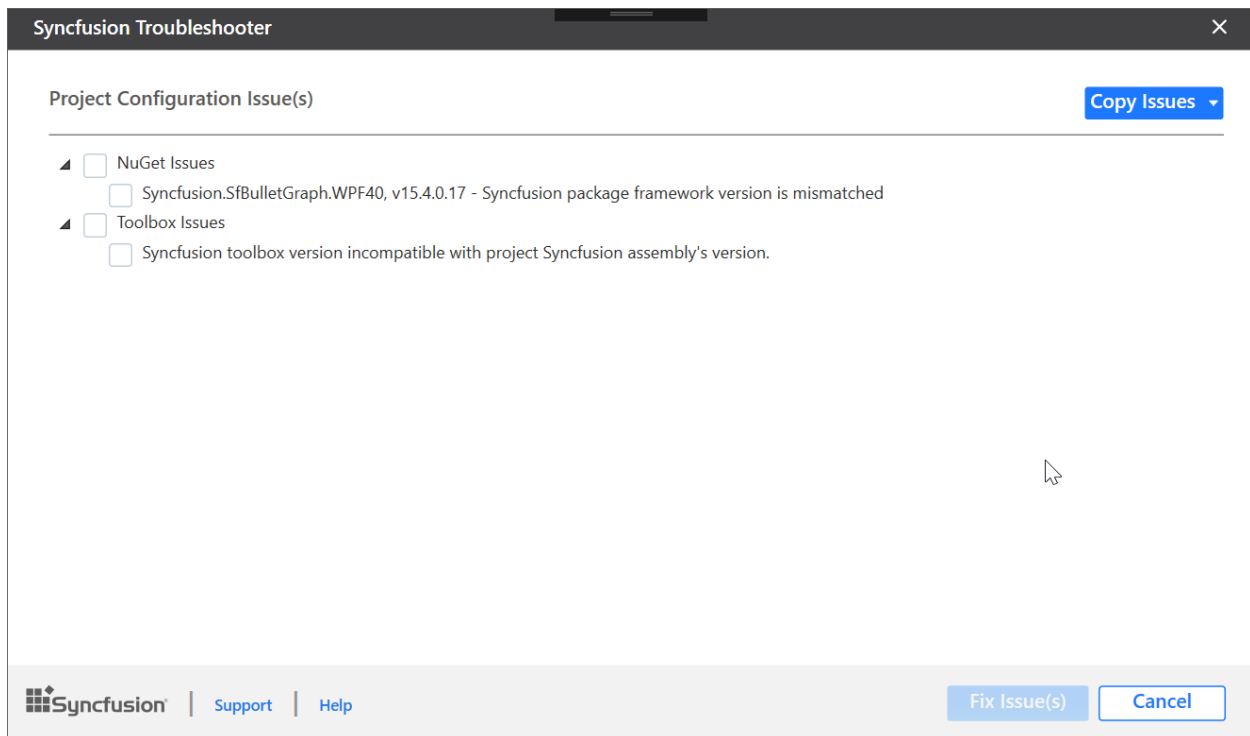 Syncfusion Troubleshooter
Project Configuration Issue(s)
Copy Issues
NuGet Issues
Syncfusion.SfBulletGraph.WPF40, v15.4.0.17 - Syncfusion package framework version is mismatched
Toolbox Issues
Syncfusion toolbox version incompatible with project Syncfusion assembly's version.
Syncfusion | Support | Help
Fix Issue(s)
Cancel